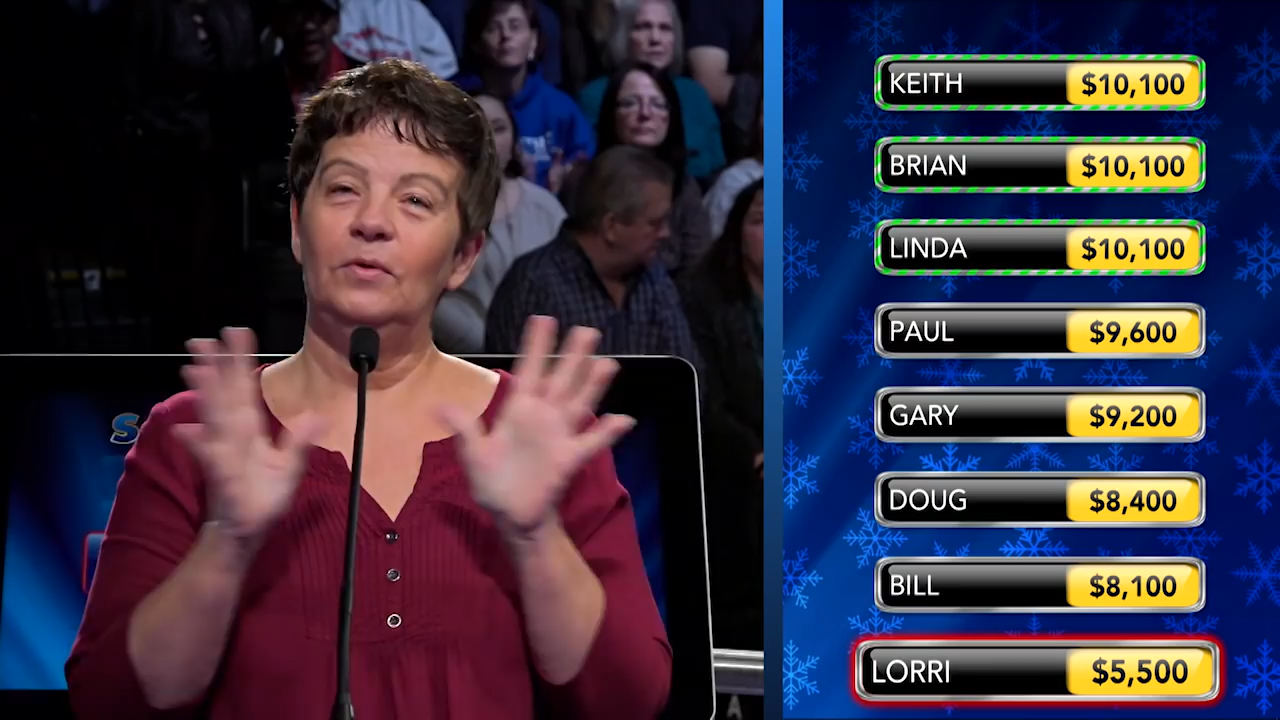 S
KEITH $10,100
BRIAN $10,100
LINDA $10,100
PAUL $9,600
GARY $9,200
DOUG $8,400
BILL $8,100
LORRI $5,500